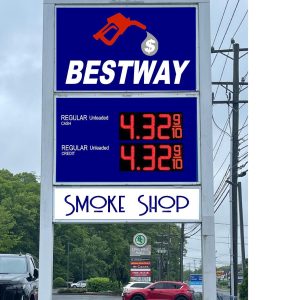 $
BESTWAY
REGULAR Unleaded
CASH
4.32 9/10
REGULAR Unleaded
CREDIT
4.32 9/10
SMOKE SHOP